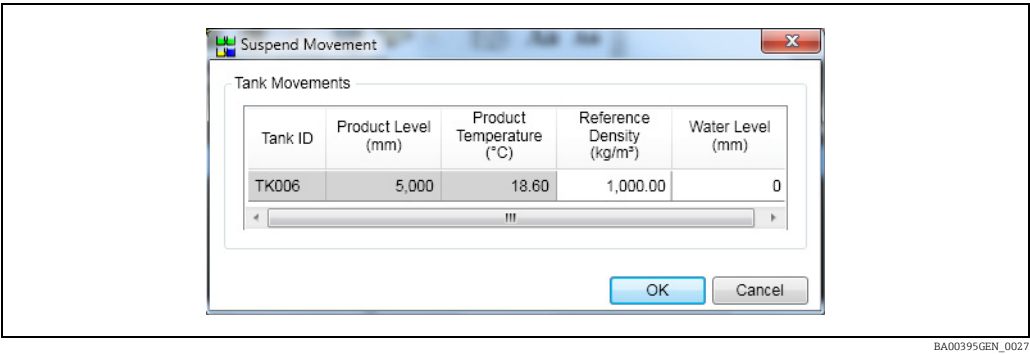 Suspend Movement
Tank Movements
Tank ID
Product Level
(mm)
Product
Temperature
(°C)
Reference
Density
(kg/m³)
Water Level
(mm)
TK006 5,000 18.60 1,000.00 0
OK Cancel
BA00395GEN_0027